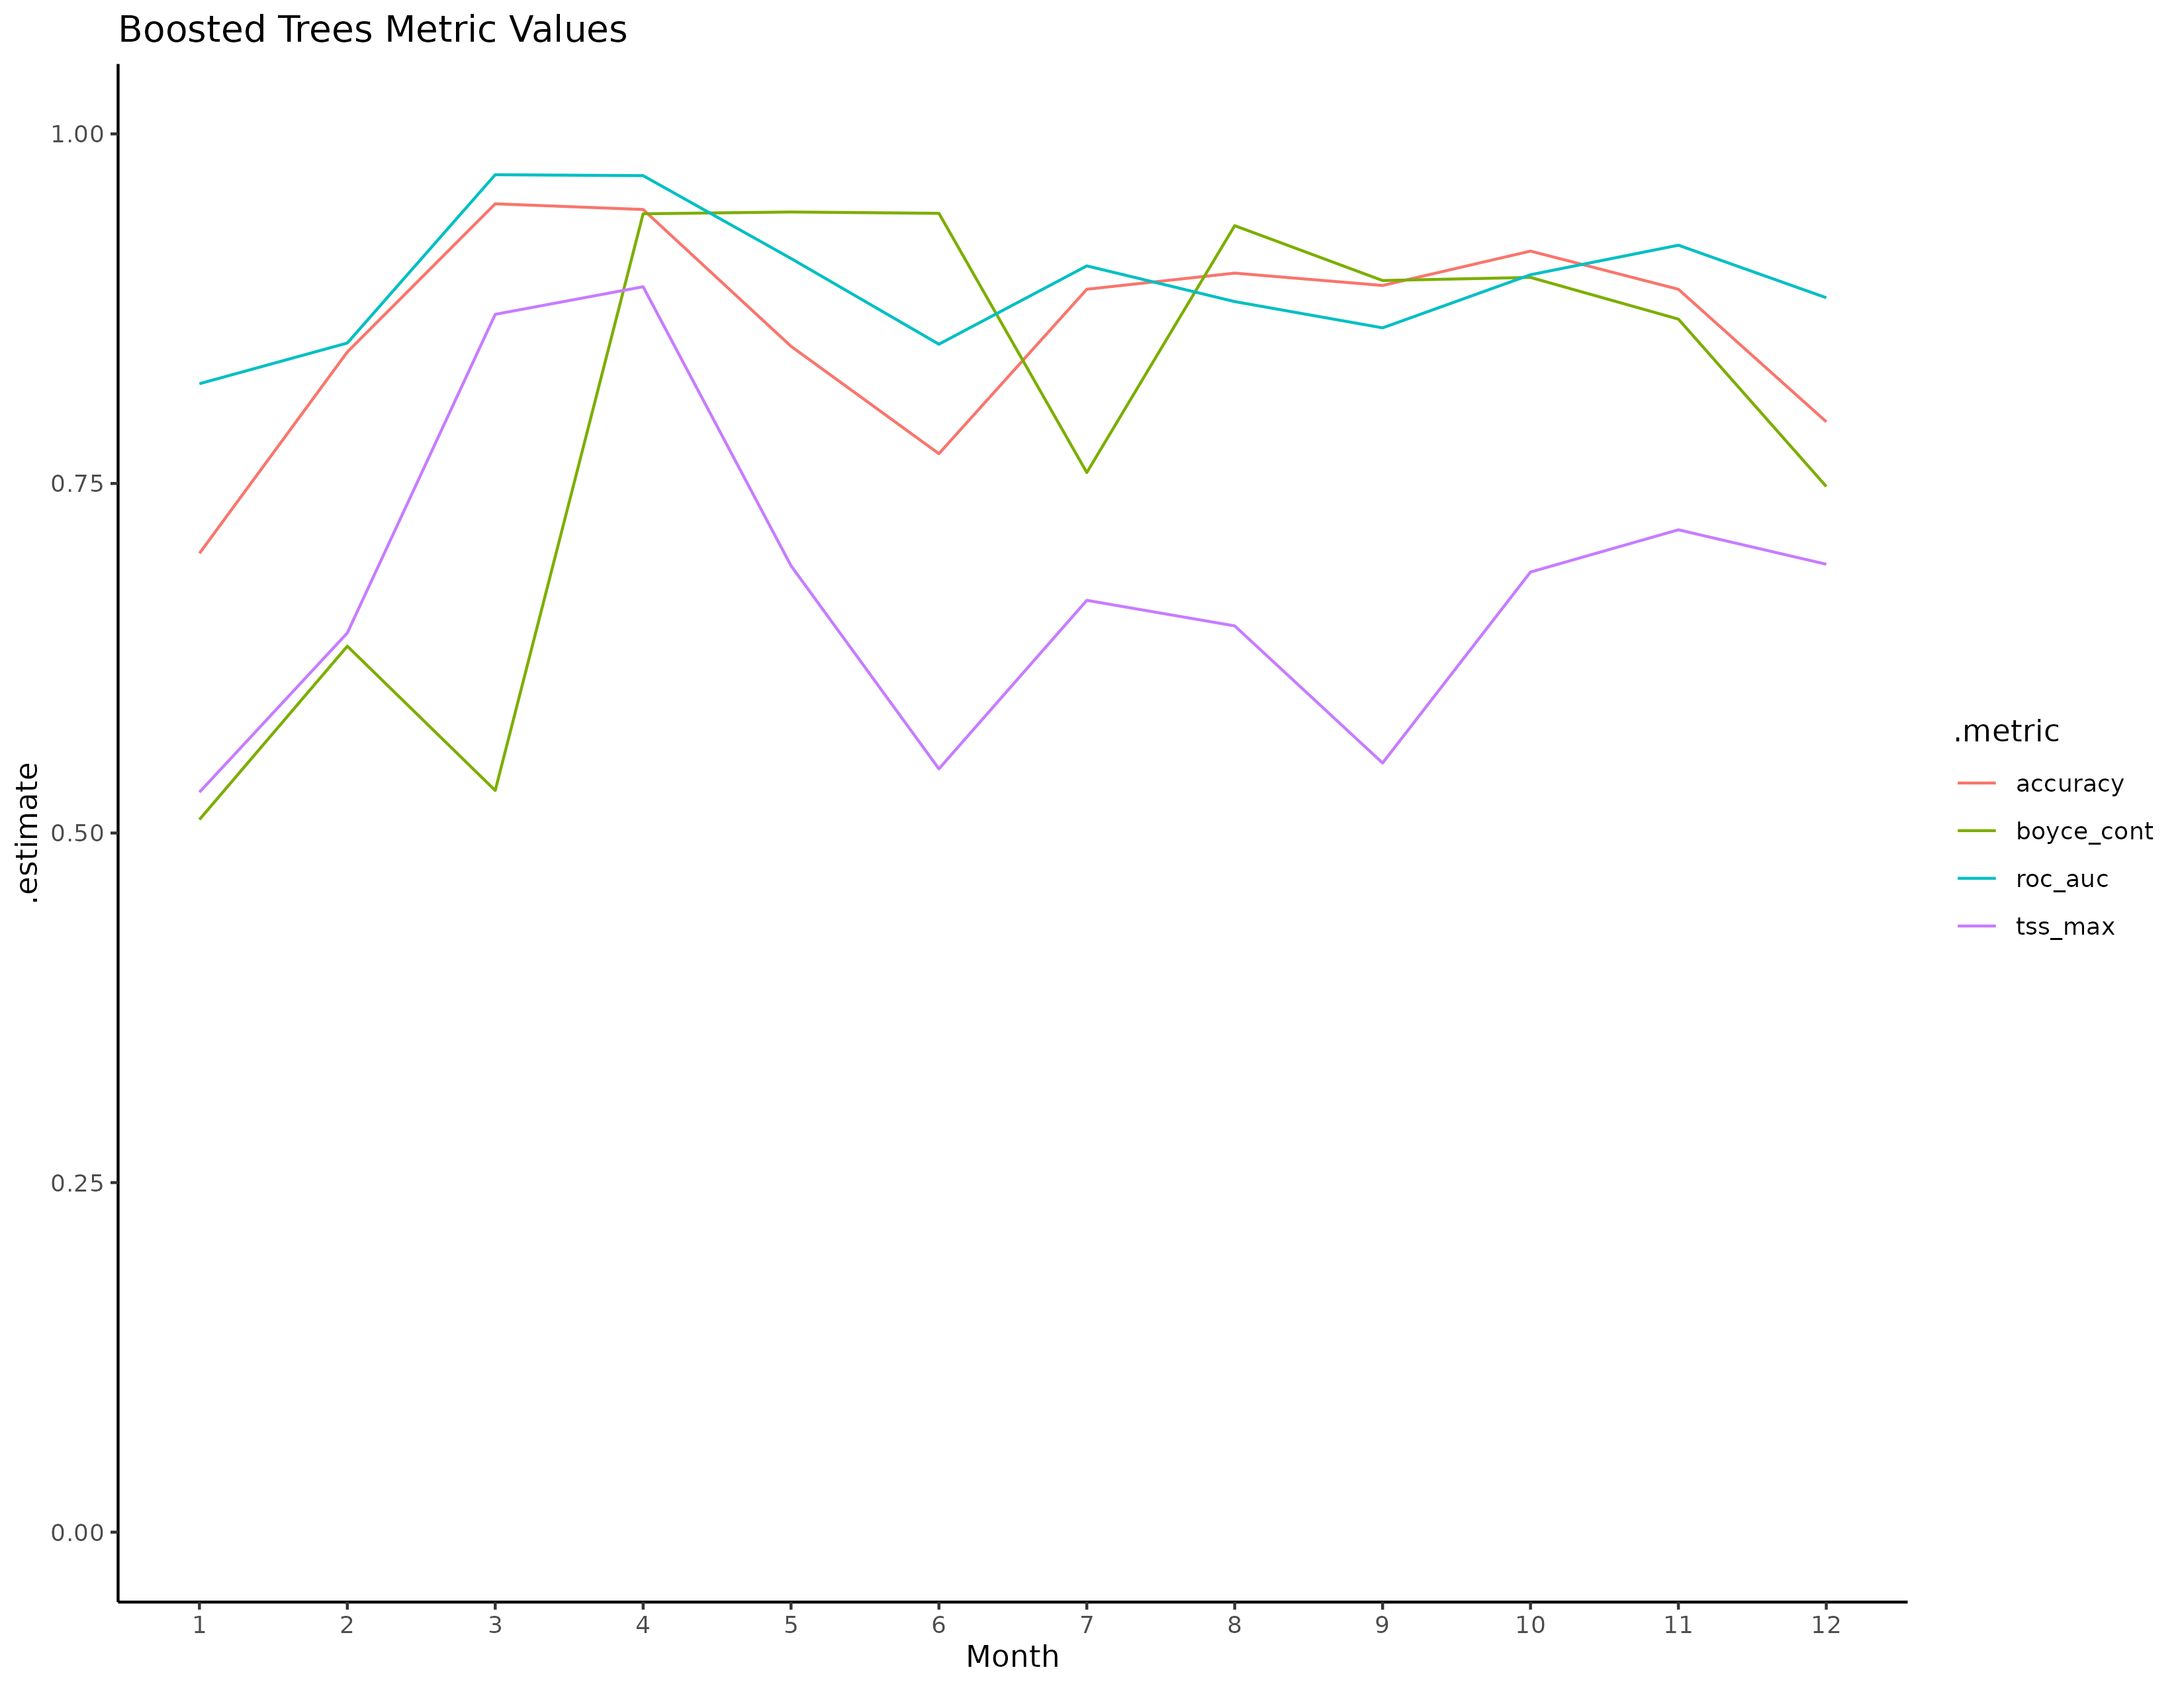 Boosted Trees Metric Values
1.00
0.75
0.50
0.25
0.00
.estimate
1 2 3 4 5 6 7 8 9 10 11 12
Month
.metric
accuracy
boyce_cont
roc_auc
tss_max